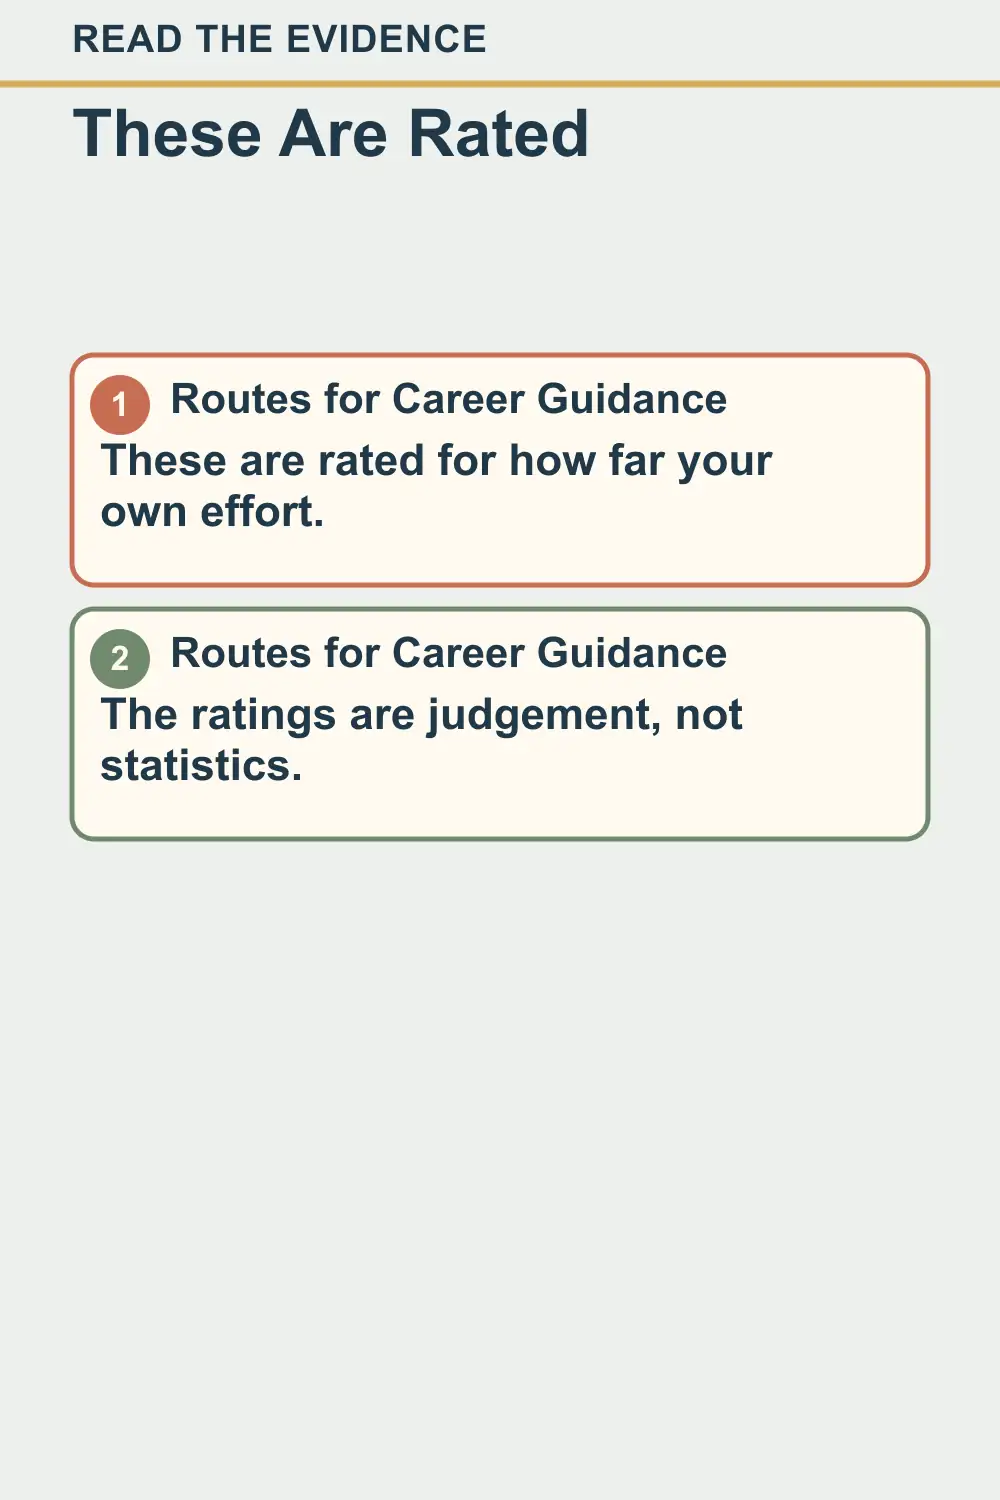 READ THE EVIDENCE
These Are Rated
1 Routes for Career Guidance
These are rated for how far your
own effort.
2 Routes for Career Guidance
The ratings are judgement, not
statistics.